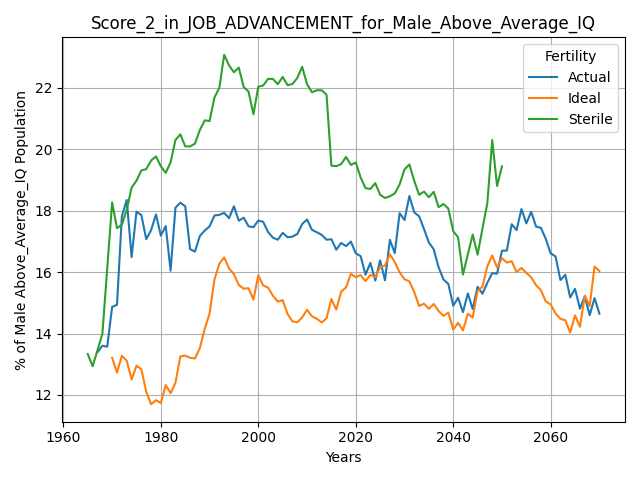 Score_2_in_JOB_ADVANCEMENT_for_Male_Above_Average_IQ
% of Male Above_Average_IQ Population
22
20
18
16
14
12
Fertility
Actual
Ideal
Sterile
1960 1980 2000 2020 2040 2060
Years